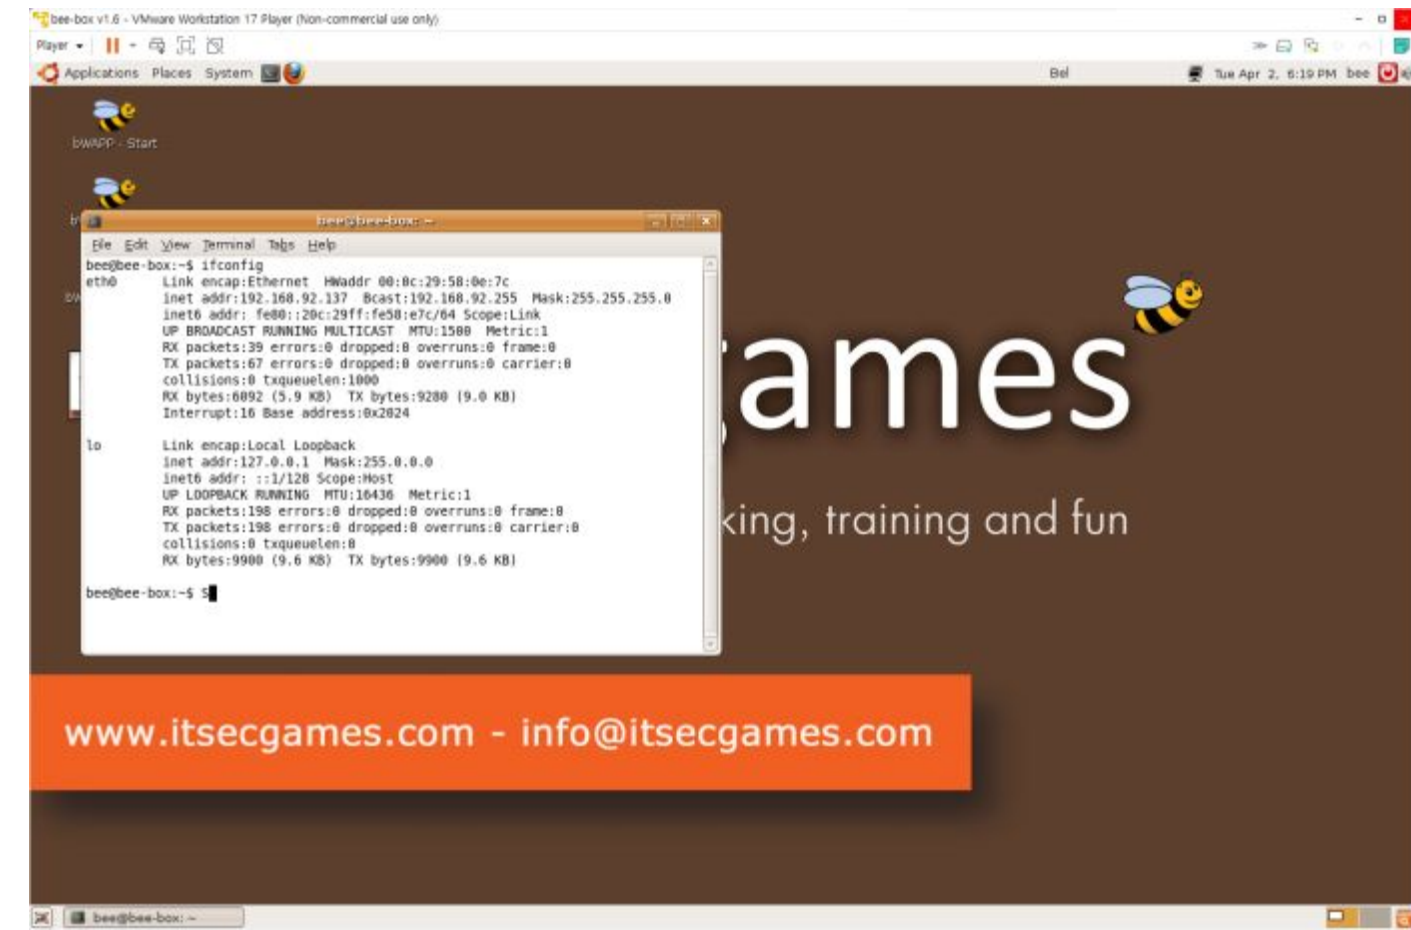 bee-box v1.6 - VMware Workstation 17 Player (Non-commercial use only)
Player
Applications Places System
Bel
Tue Apr 2, 6:19 PM bee
bWAPP - Start
bee@bee-box: ~
File Edit View Terminal Tabs Help
bee@bee-box:~$ ifconfig
eth0 Link encap:Ethernet HWaddr 00:0c:29:58:0e:7c
inet addr:192.168.92.137 Bcast:192.168.92.255 Mask:255.255.255.0
inet6 addr: fe80::20c:29ff:fe58:e7c/64 Scope:Link
UP BROADCAST RUNNING MULTICAST MTU:1500 Metric:1
RX packets:39 errors:0 dropped:0 overruns:0 frame:0
TX packets:67 errors:0 dropped:0 overruns:0 carrier:0
collisions:0 txqueuelen:1000
RX bytes:6092 (5.9 KB) TX bytes:9280 (9.0 KB)
Interrupt:16 Base address:0x2024
lo Link encap:Local Loopback
inet addr:127.0.0.1 Mask:255.0.0.0
inet6 addr: ::1/128 Scope:Host
UP LOOPBACK RUNNING MTU:16436 Metric:1
RX packets:198 errors:0 dropped:0 overruns:0 frame:0
TX packets:198 errors:0 dropped:0 overruns:0 carrier:0
collisions:0 txqueuelen:0
RX bytes:9900 (9.6 KB) TX bytes:9900 (9.6 KB)
bee@bee-box:~$ S
games
king, training and fun
www.itsecgames.com - info@itsecgames.com
bee@bee-box: ~